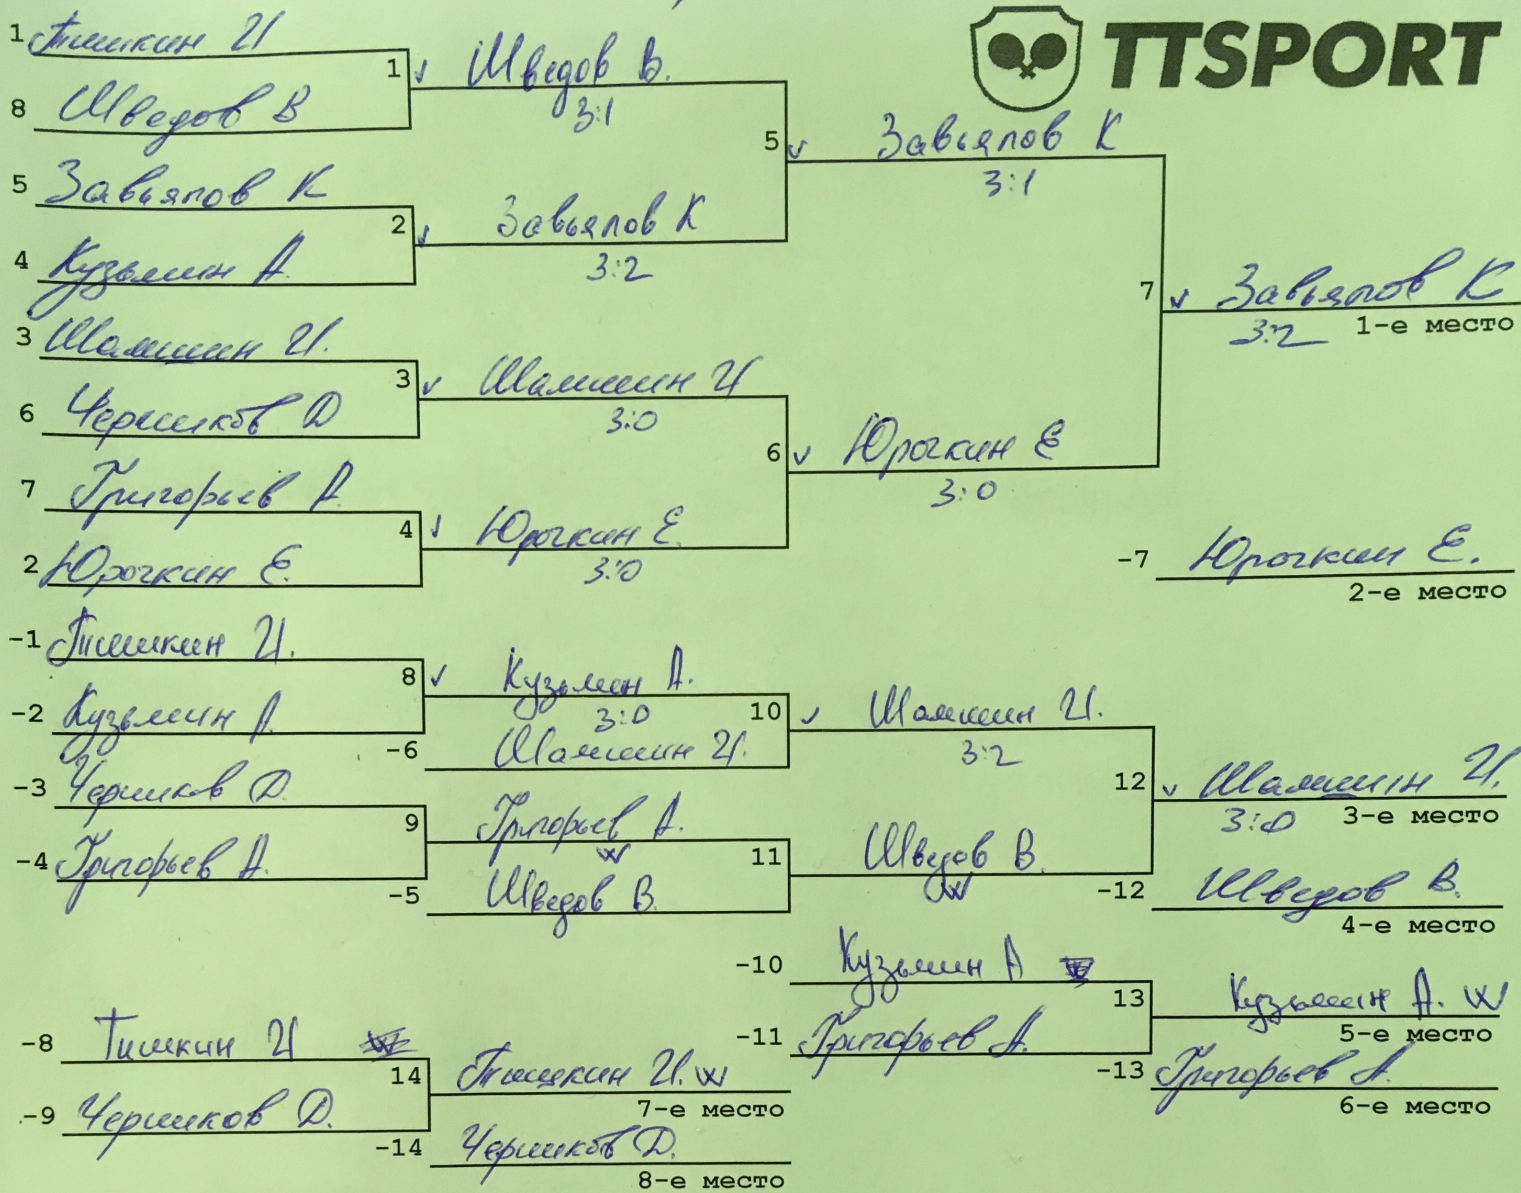 TTSPORT
1 Тишкин И
8 Шведов В
1 Шведов В.
3:1
5 Завьялов К
4 Кузьмин А.
2 Завьялов К
3:2
5 Завьялов К
3:1
3 Шамшин И.
6 Черников Д
3 Шамшин И
3:0
7 Григорьев А
2 Юрочкин Е.
4 Юрочкин Е.
3:0
6 Юрочкин Е
3:0
7 Завьялов К
3:2 1-е место
-7 Юрочкин Е.
2-е место
-1 Тишкин И.
-2 Кузьмин А.
8 Кузьмин А.
3:0
-6 Шамшин И.
10 Шамшин И.
3:2
-3 Черников Д.
-4 Григорьев А.
9 Григорьев А.
W
-5 Шведов В.
11 Шведов В.
W
12 Шамшин И.
3:0 3-е место
-12 Шведов В.
4-е место
-10 Кузьмин А
-11 Григорьев А.
13 Кузьмин А. W
5-е место
-13 Григорьев А.
6-е место
-8 Тишкин И
-9 Черников Д.
14 Тишкин И. W
7-е место
-14 Черников Д.
8-е место